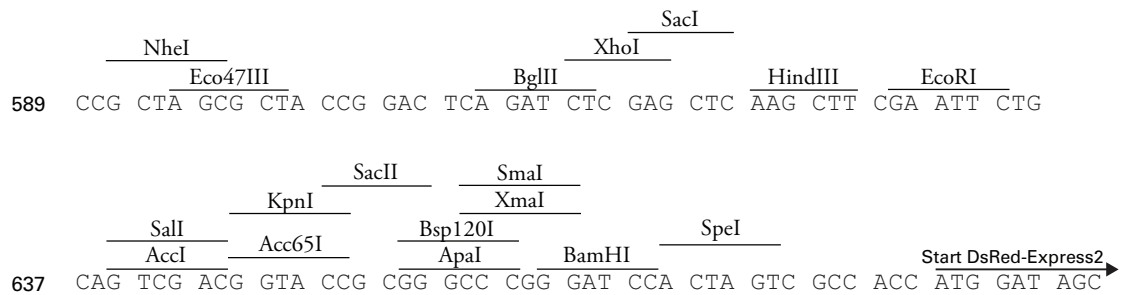 SacI
NheI XhoI
Eco47III BglII HindIII EcoRI
589 CCG CTA GCG CTA CCG GAC TCA GAT CTC GAG CTC AAG CTT CGA ATT CTG
SacII SmaI
KpnI XmaI
SalI Bsp120I SpeI
AccI Acc65I ApaI BamHI Start DsRed-Express2
637 CAG TCG ACG GTA CCG CGG GCC CGG GAT CCA CTA GTC GCC ACC ATG GAT AGC